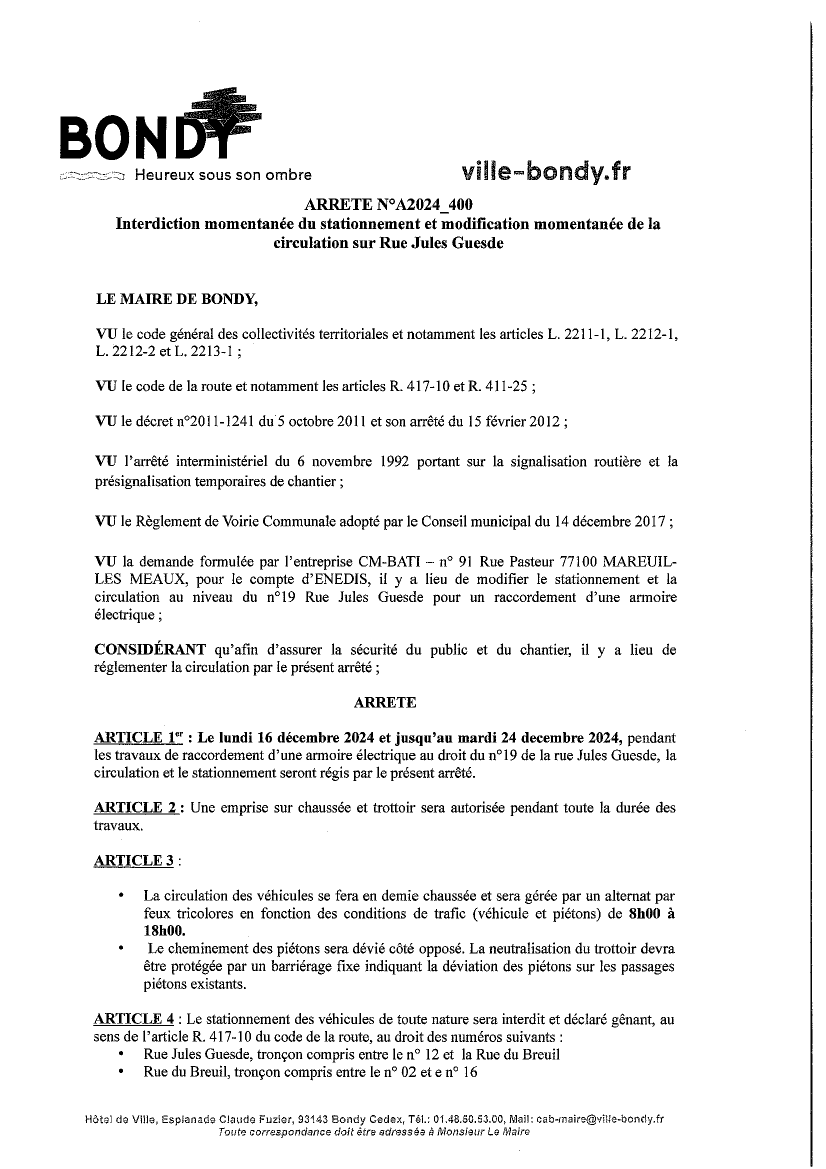 BONDY
Heureux sous son ombre
ville-bondy.fr
ARRETE N°A2024_400
Interdiction momentanée du stationnement et modification momentanée de la
circulation sur Rue Jules Guesde
LE MAIRE DE BONDY,
VU le code général des collectivités territoriales et notamment les articles L. 2211-1, L. 2212-1,
L. 2212-2 et L. 2213-1 ;
VU le code de la route et notamment les articles R. 417-10 et R. 411-25 ;
VU le décret n°2011-1241 du 5 octobre 2011 et son arrêté du 15 février 2012 ;
VU l'arrêté interministériel du 6 novembre 1992 portant sur la signalisation routière et la
présignalisation temporaires de chantier ;
VU le Règlement de Voirie Communale adopté par le Conseil municipal du 14 décembre 2017 ;
VU la demande formulée par l'entreprise CM-BATI – n° 91 Rue Pasteur 77100 MAREUIL-
LES MEAUX, pour le compte d'ENEDIS, il y a lieu de modifier le stationnement et la
circulation au niveau du n°19 Rue Jules Guesde pour un raccordement d'une armoire
électrique ;
CONSIDÉRANT qu'afin d'assurer la sécurité du public et du chantier, il y a lieu de
réglementer la circulation par le présent arrêté ;
ARRETE
ARTICLE 1er : Le lundi 16 décembre 2024 et jusqu'au mardi 24 decembre 2024, pendant
les travaux de raccordement d'une armoire électrique au droit du n°19 de la rue Jules Guesde, la
circulation et le stationnement seront régis par le présent arrêté.
ARTICLE 2 : Une emprise sur chaussée et trottoir sera autorisée pendant toute la durée des
travaux.
ARTICLE 3 :
• La circulation des véhicules se fera en demie chaussée et sera gérée par un alternat par
feux tricolores en fonction des conditions de trafic (véhicule et piétons) de 8h00 à
18h00.
• Le cheminement des piétons sera dévié côté opposé. La neutralisation du trottoir devra
être protégée par un barriérage fixe indiquant la déviation des piétons sur les passages
piétons existants.
ARTICLE 4 : Le stationnement des véhicules de toute nature sera interdit et déclaré gênant, au
sens de l'article R. 417-10 du code de la route, au droit des numéros suivants :
• Rue Jules Guesde, tronçon compris entre le n° 12 et la Rue du Breuil
• Rue du Breuil, tronçon compris entre le n° 02 et e n° 16
Hôtel de Ville, Esplanade Claude Fuzier, 93143 Bondy Cedex, Tél.: 01.48.50.53.00, Mail: cab-maire@ville-bondy.fr
Toute correspondance doit être adressée à Monsieur Le Maire